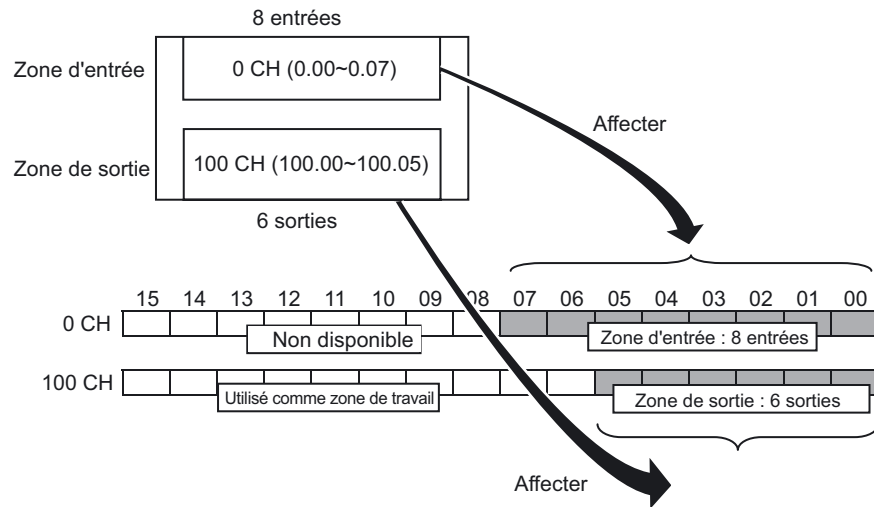 8 entrées
Zone d'entrée
0 CH (0.00~0.07)
Affecter
Zone de sortie
100 CH (100.00~100.05)
6 sorties
15 14 13 12 11 10 09 08 07 06 05 04 03 02 01 00
0 CH
Non disponible
Zone d'entrée : 8 entrées
100 CH
Utilisé comme zone de travail
Zone de sortie : 6 sorties
Affecter